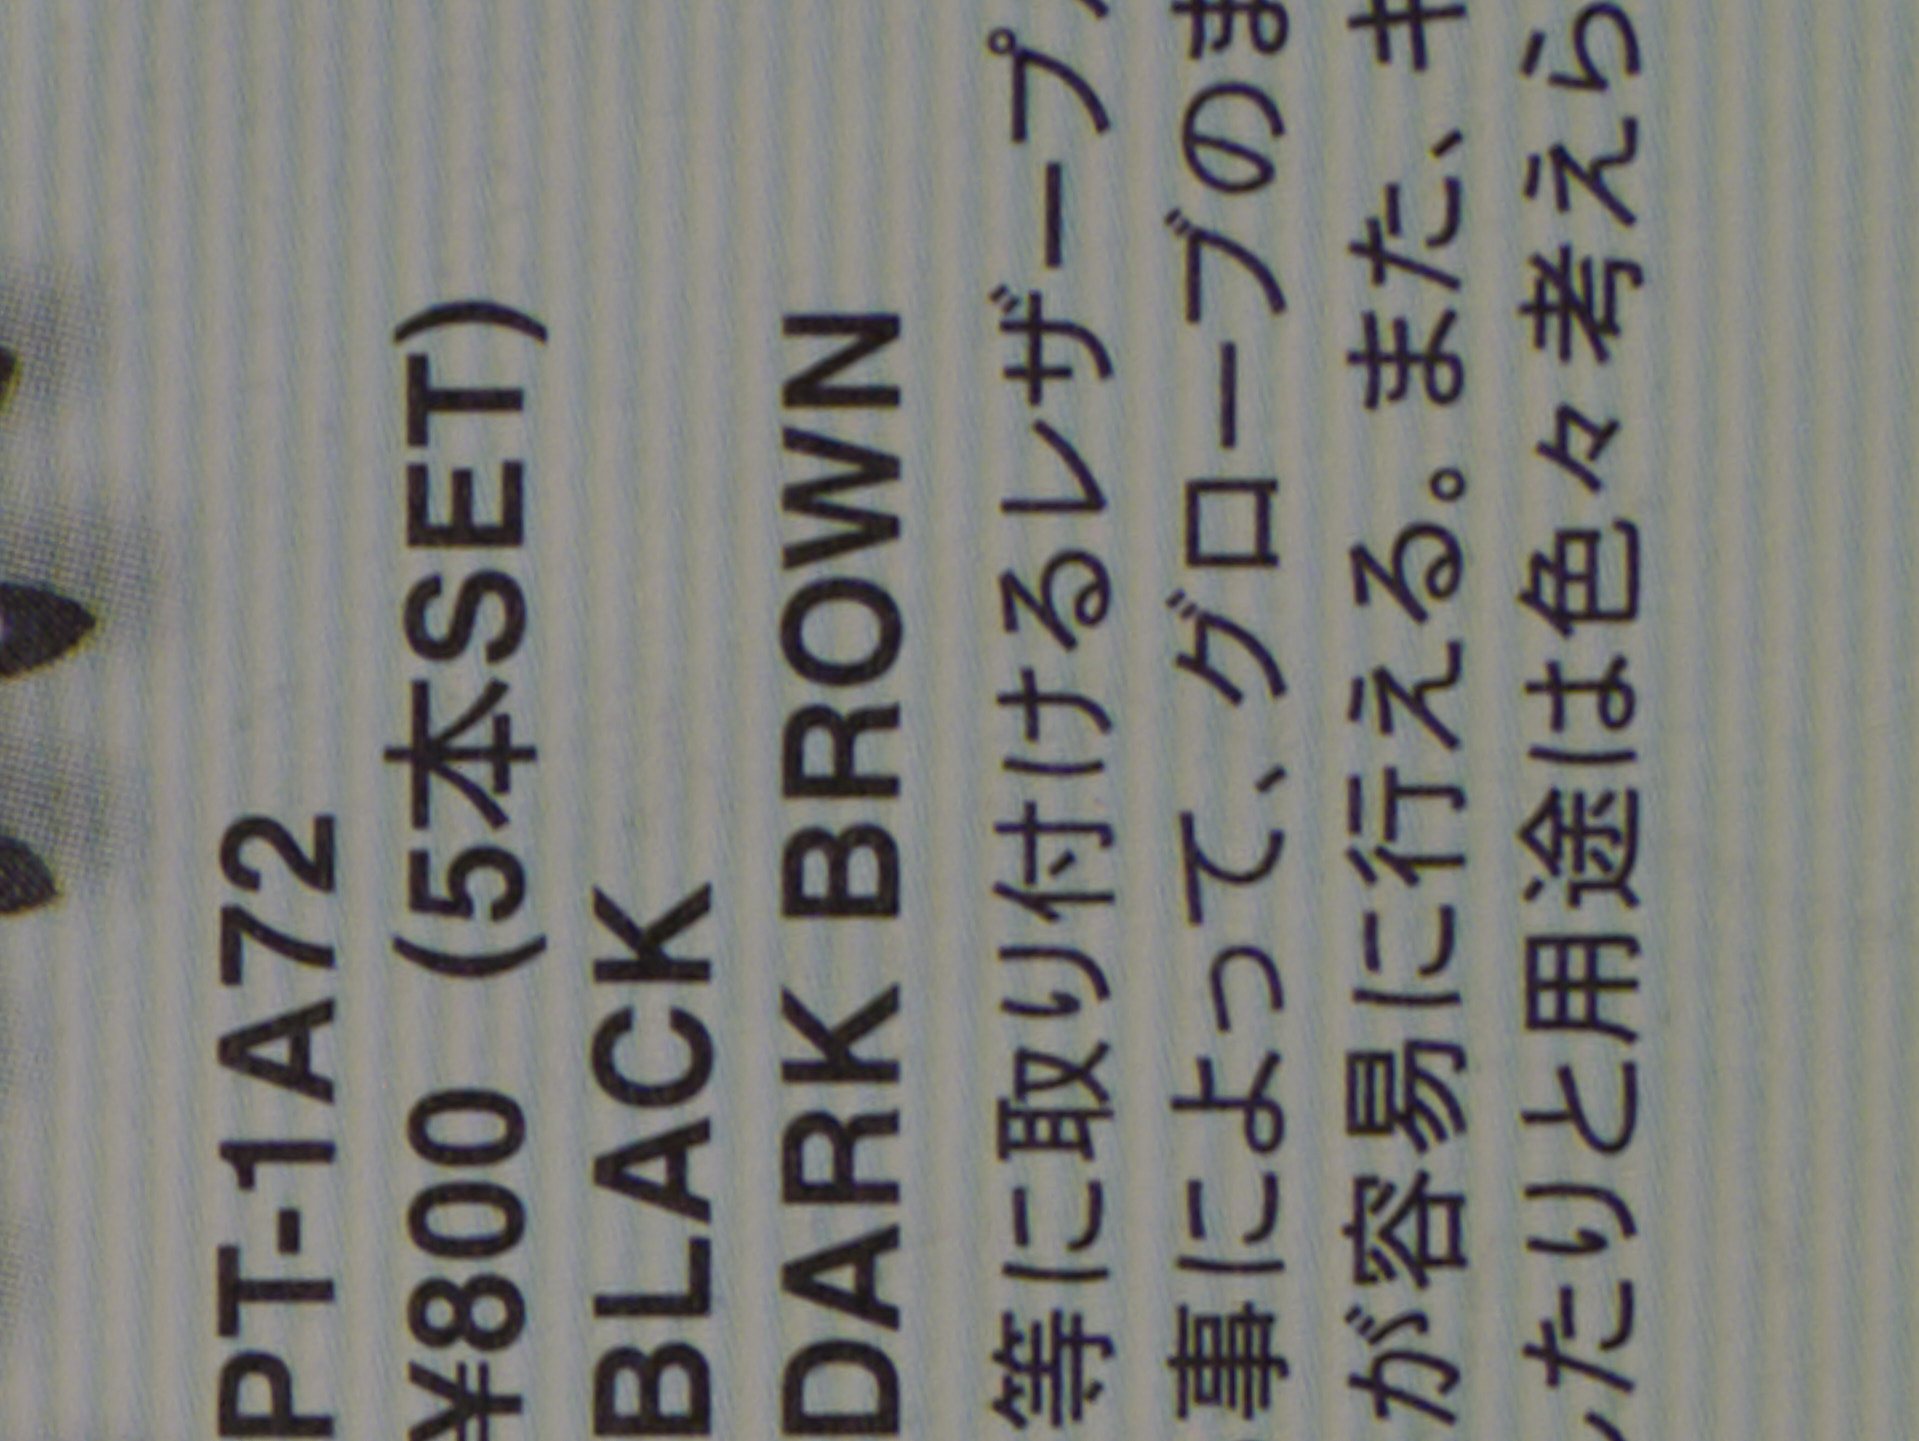 PT-1A72
¥800 (5本SET)
BLACK
DARK BROWN
等に取り付けるレザープ
事によって、グローブのま
が容易に行える。また、キ
したりと用途は色々考えら